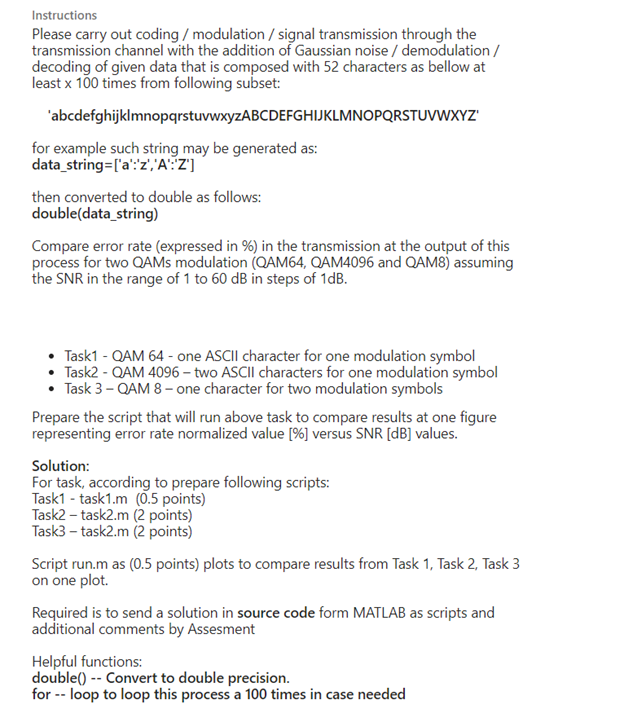 Instructions
Please carry out coding / modulation / signal transmission through the
transmission channel with the addition of Gaussian noise / demodulation /
decoding of given data that is composed with 52 characters as bellow at
least x 100 times from following subset:
'abcdefghijklmnopqrstuvwxyzABCDEFGHIJKLMNOPQRSTUVWXYZ'
for example such string may be generated as:
data_string=['a':'z','A':'Z']
then converted to double as follows:
double(data_string)
Compare error rate (expressed in %) in the transmission at the output of this
process for two QAMs modulation (QAM64, QAM4096 and QAM8) assuming
the SNR in the range of 1 to 60 dB in steps of 1dB.
• Task1 - QAM 64 - one ASCII character for one modulation symbol
• Task2 - QAM 4096 – two ASCII characters for one modulation symbol
• Task 3 – QAM 8 – one character for two modulation symbols
Prepare the script that will run above task to compare results at one figure
representing error rate normalized value [%] versus SNR [dB] values.
Solution:
For task, according to prepare following scripts:
Task1 - task1.m (0.5 points)
Task2 – task2.m (2 points)
Task3 – task2.m (2 points)
Script run.m as (0.5 points) plots to compare results from Task 1, Task 2, Task 3
on one plot.
Required is to send a solution in source code form MATLAB as scripts and
additional comments by Assesment
Helpful functions:
double() -- Convert to double precision.
for -- loop to loop this process a 100 times in case needed